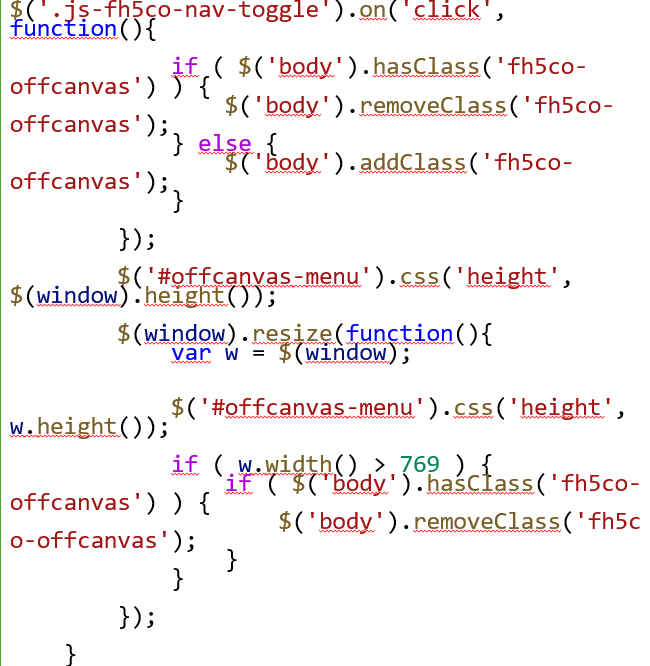 $('.js-fh5co-nav-toggle').on('click',
function(){
if ( $('body').hasClass('fh5co-
offcanvas') ) {
$('body').removeClass('fh5co-
offcanvas');
} else {
$('body').addClass('fh5co-
offcanvas');
}
});
$('#offcanvas-menu').css('height',
$(window).height());
$(window).resize(function(){
var w = $(window);
$('#offcanvas-menu').css('height',
w.height());
if ( w.width() > 769 ) {
if ( $('body').hasClass('fh5co-
offcanvas') ) {
$('body').removeClass('fh5c
o-offcanvas');
}
}
});
}